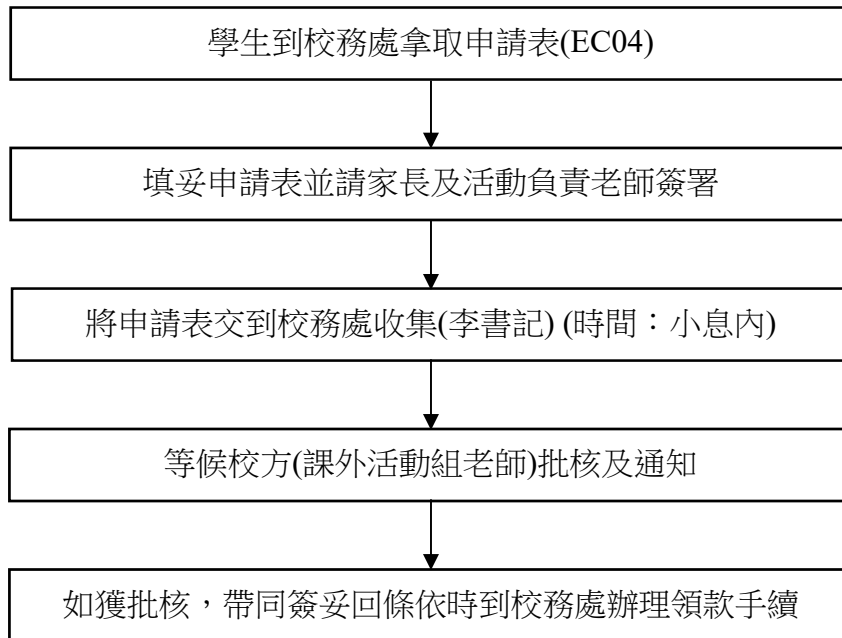 學生到校務處拿取申請表(EC04)
填妥申請表並請家長及活動負責老師簽署
將申請表交到校務處收集(李書記) (時間：小息內)
等候校方(課外活動組老師)批核及通知
如獲批核，帶同簽妥回條依時到校務處辦理領款手續